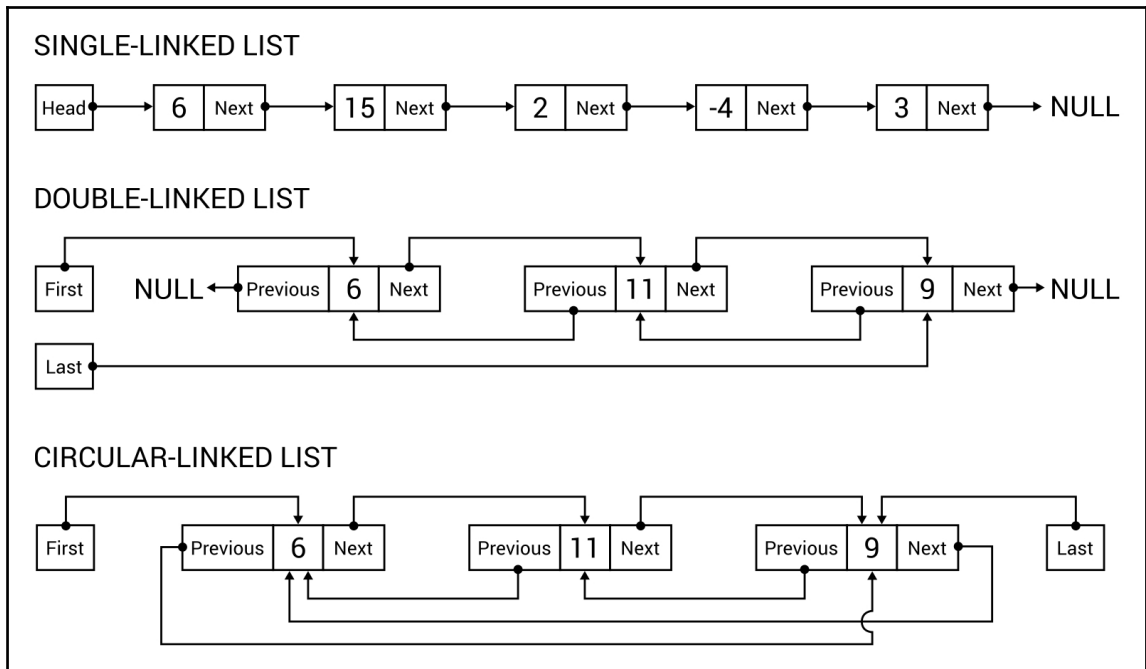 SINGLE-LINKED LIST
Head 6 Next 15 Next 2 Next -4 Next 3 Next NULL
DOUBLE-LINKED LIST
First NULL Previous 6 Next Previous 11 Next Previous 9 Next NULL
Last
CIRCULAR-LINKED LIST
First Previous 6 Next Previous 11 Next Previous 9 Next Last